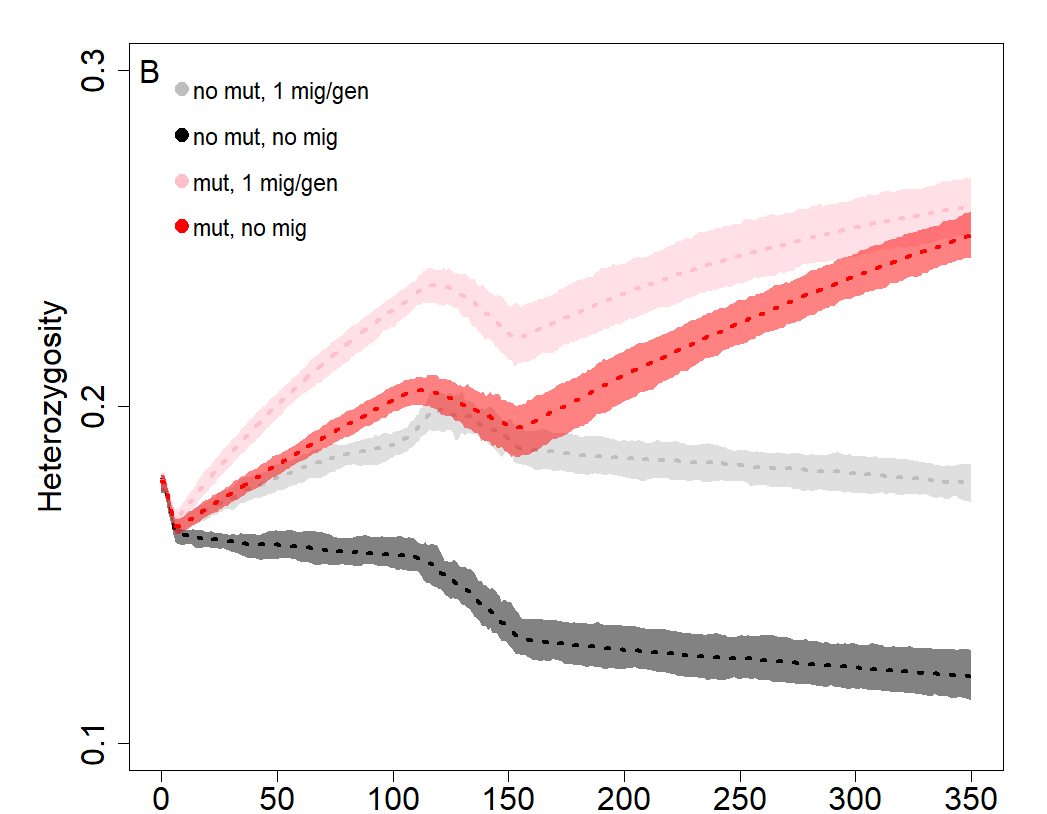 B
no mut, 1 mig/gen
no mut, no mig
mut, 1 mig/gen
mut, no mig
Heterozygosity
0.3
0.2
0.1
0 50 100 150 200 250 300 350